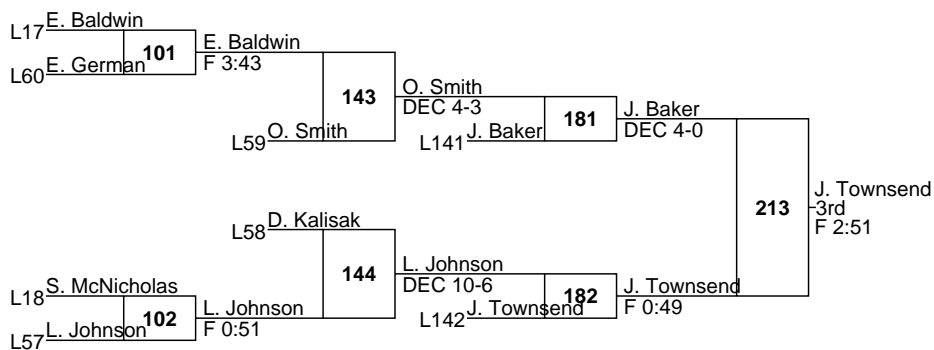 L17 E. Baldwin
101
L60 E. German
E. Baldwin
F 3:43
143
L59 O. Smith
O. Smith
DEC 4-3
L141 J. Baker
181
J. Baker
DEC 4-0
213
J. Townsend
3rd
F 2:51
L58 D. Kalisak
144
L18 S. McNicholas
102
L57 L. Johnson
L. Johnson
F 0:51
L. Johnson
DEC 10-6
L142 J. Townsend
182
J. Townsend
F 0:49